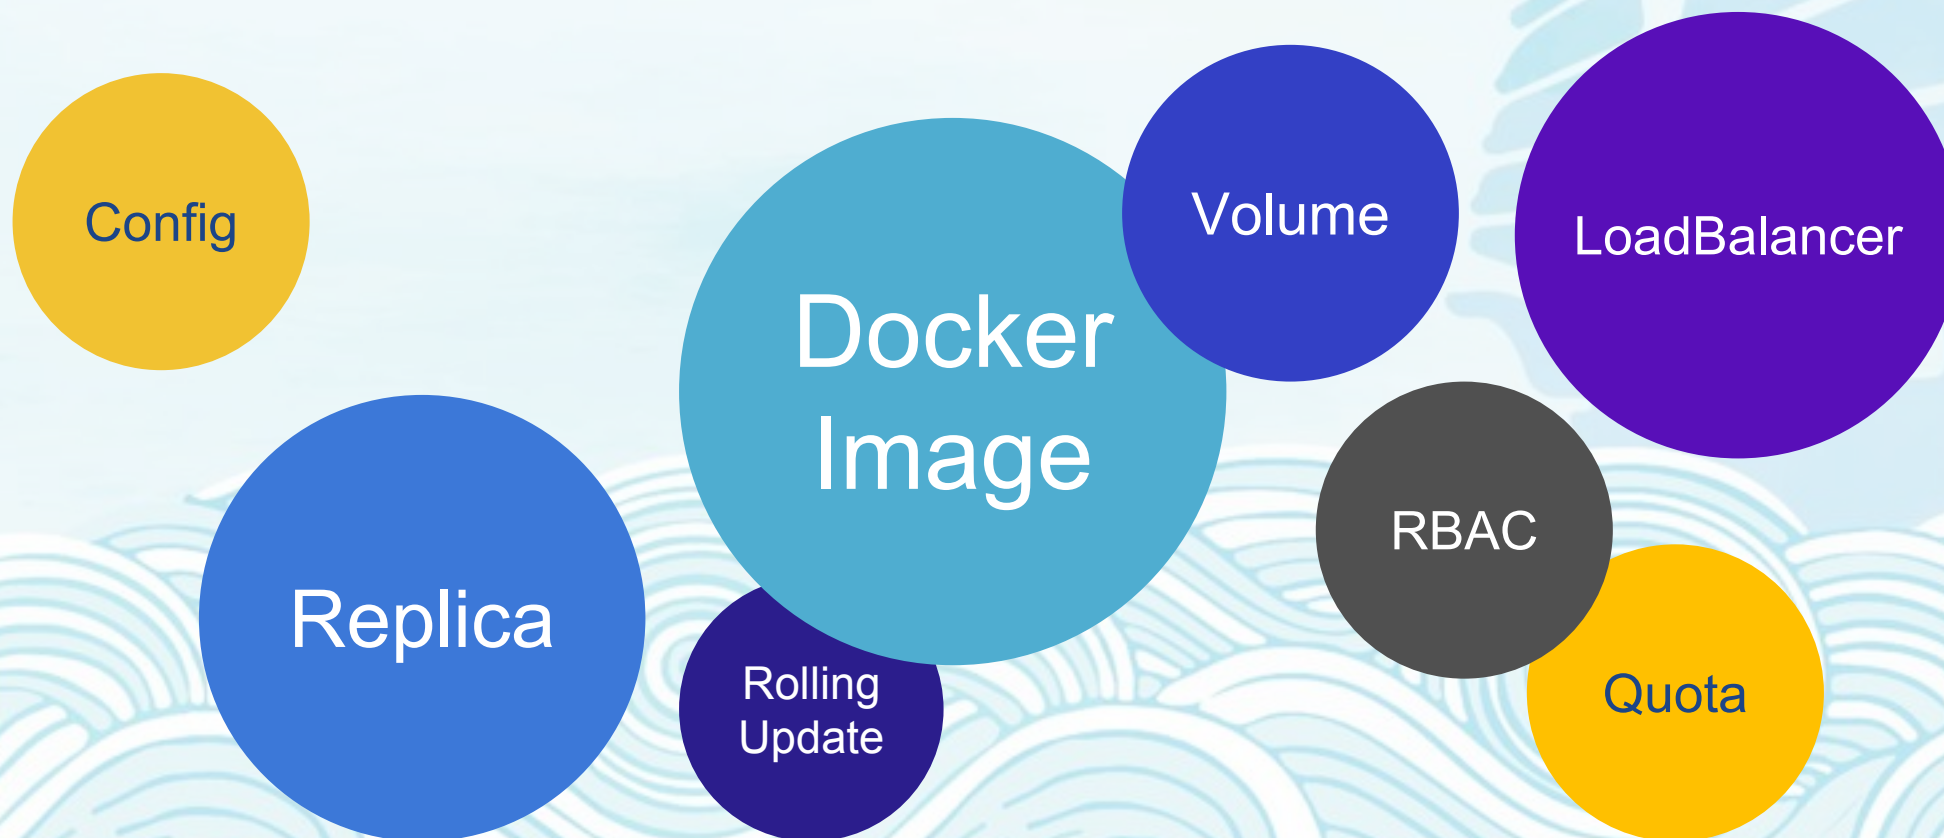 Config
Docker
Image
Volume
LoadBalancer
Replica
Rolling
Update
RBAC
Quota